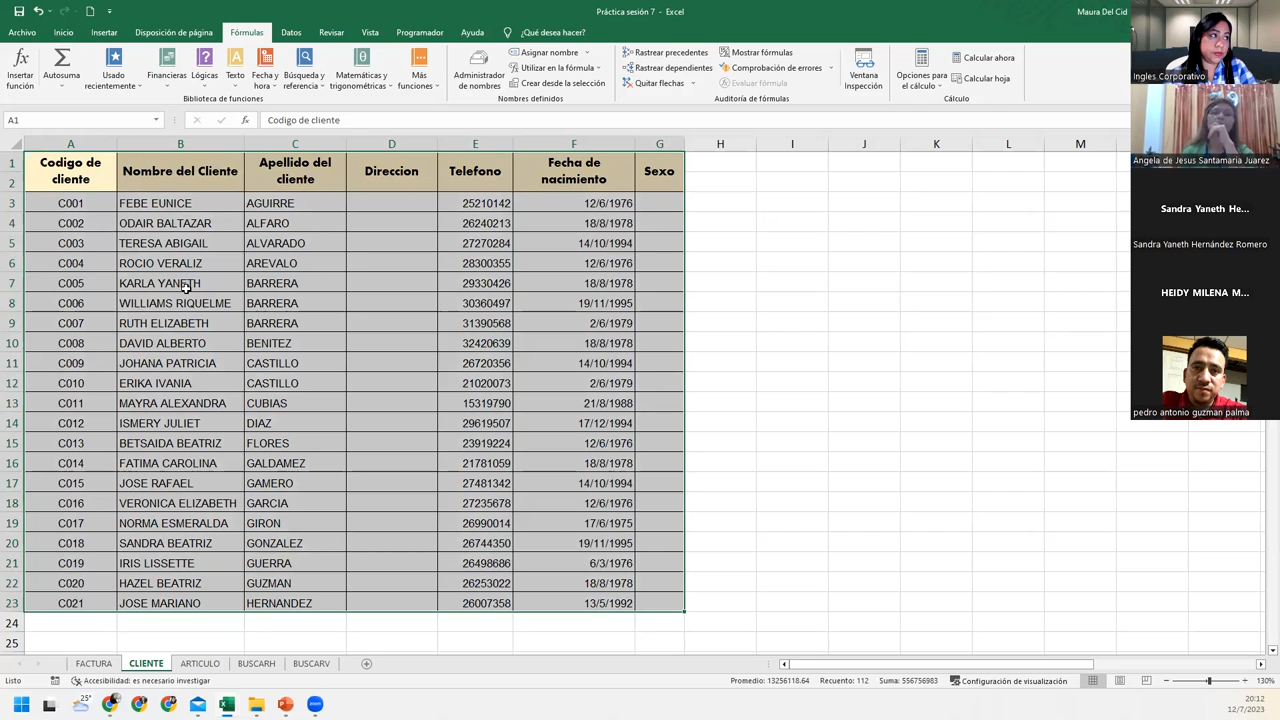 Práctica sesión 7 - Excel
Maura Del Cid
Archivo Inicio Insertar Disposición de página Fórmulas Datos Revisar Vista Programador Ayuda ¿Qué desea hacer?
Insertar función
Autosuma
Usado recientemente
Financieras
Lógicas
Texto
Fecha y hora
Búsqueda y referencia
Matemáticas y trigonométricas
Más funciones
Biblioteca de funciones
Administrador de nombres
Asignar nombre
Utilizar en la fórmula
Crear desde la selección
Nombres definidos
Rastrear precedentes
Rastrear dependientes
Quitar flechas
Mostrar fórmulas
Comprobación de errores
Evaluar fórmula
Auditoría de fórmulas
Ventana Inspección
Opciones para el cálculo
Calcular ahora
Calcular hoja
Cálculo
A1 fx Codigo de cliente
A B C D E F G H I J K L M
1 2 Codigo de cliente Nombre del Cliente Apellido del cliente Direccion Telefono Fecha de nacimiento Sexo
3 C001 FEBE EUNICE AGUIRRE 25210142 12/6/1976
4 C002 ODAIR BALTAZAR ALFARO 26240213 18/8/1978
5 C003 TERESA ABIGAIL ALVARADO 27270284 14/10/1994
6 C004 ROCIO VERALIZ AREVALO 28300355 12/6/1976
7 C005 KARLA YANETH BARRERA 29330426 18/8/1978
8 C006 WILLIAMS RIQUELME BARRERA 30360497 19/11/1995
9 C007 RUTH ELIZABETH BARRERA 31390568 2/6/1979
10 C008 DAVID ALBERTO BENITEZ 32420639 18/8/1978
11 C009 JOHANA PATRICIA CASTILLO 26720356 14/10/1994
12 C010 ERIKA IVANIA CASTILLO 21020073 2/6/1979
13 C011 MAYRA ALEXANDRA CUBIAS 15319790 21/8/1988
14 C012 ISMERY JULIET DIAZ 29619507 17/12/1994
15 C013 BETSAIDA BEATRIZ FLORES 23919224 12/6/1976
16 C014 FATIMA CAROLINA GALDAMEZ 21781059 18/8/1978
17 C015 JOSE RAFAEL GAMERO 27481342 14/10/1994
18 C016 VERONICA ELIZABETH GARCIA 27235678 12/6/1976
19 C017 NORMA ESMERALDA GIRON 26990014 17/6/1975
20 C018 SANDRA BEATRIZ GONZALEZ 26744350 19/11/1995
21 C019 IRIS LISSETTE GUERRA 26498686 6/3/1976
22 C020 HAZEL BEATRIZ GUZMAN 26253022 18/8/1978
23 C021 JOSE MARIANO HERNANDEZ 26007358 13/5/1992
24
25
FACTURA CLIENTE ARTICULO BUSCARH BUSCARV
Listo Accesibilidad: es necesario investigar Promedio: 13256118.64 Recuento: 112 Suma: 556756983 Configuración de visualización 130%
25°
zoom
20:12
12/7/2023
Ingles Corporativo
Angela de Jesus Santamaria Juarez
Sandra Yaneth He...
Sandra Yaneth Hernández Romero
HEIDY MILENA M...
pedro antonio guzman palma